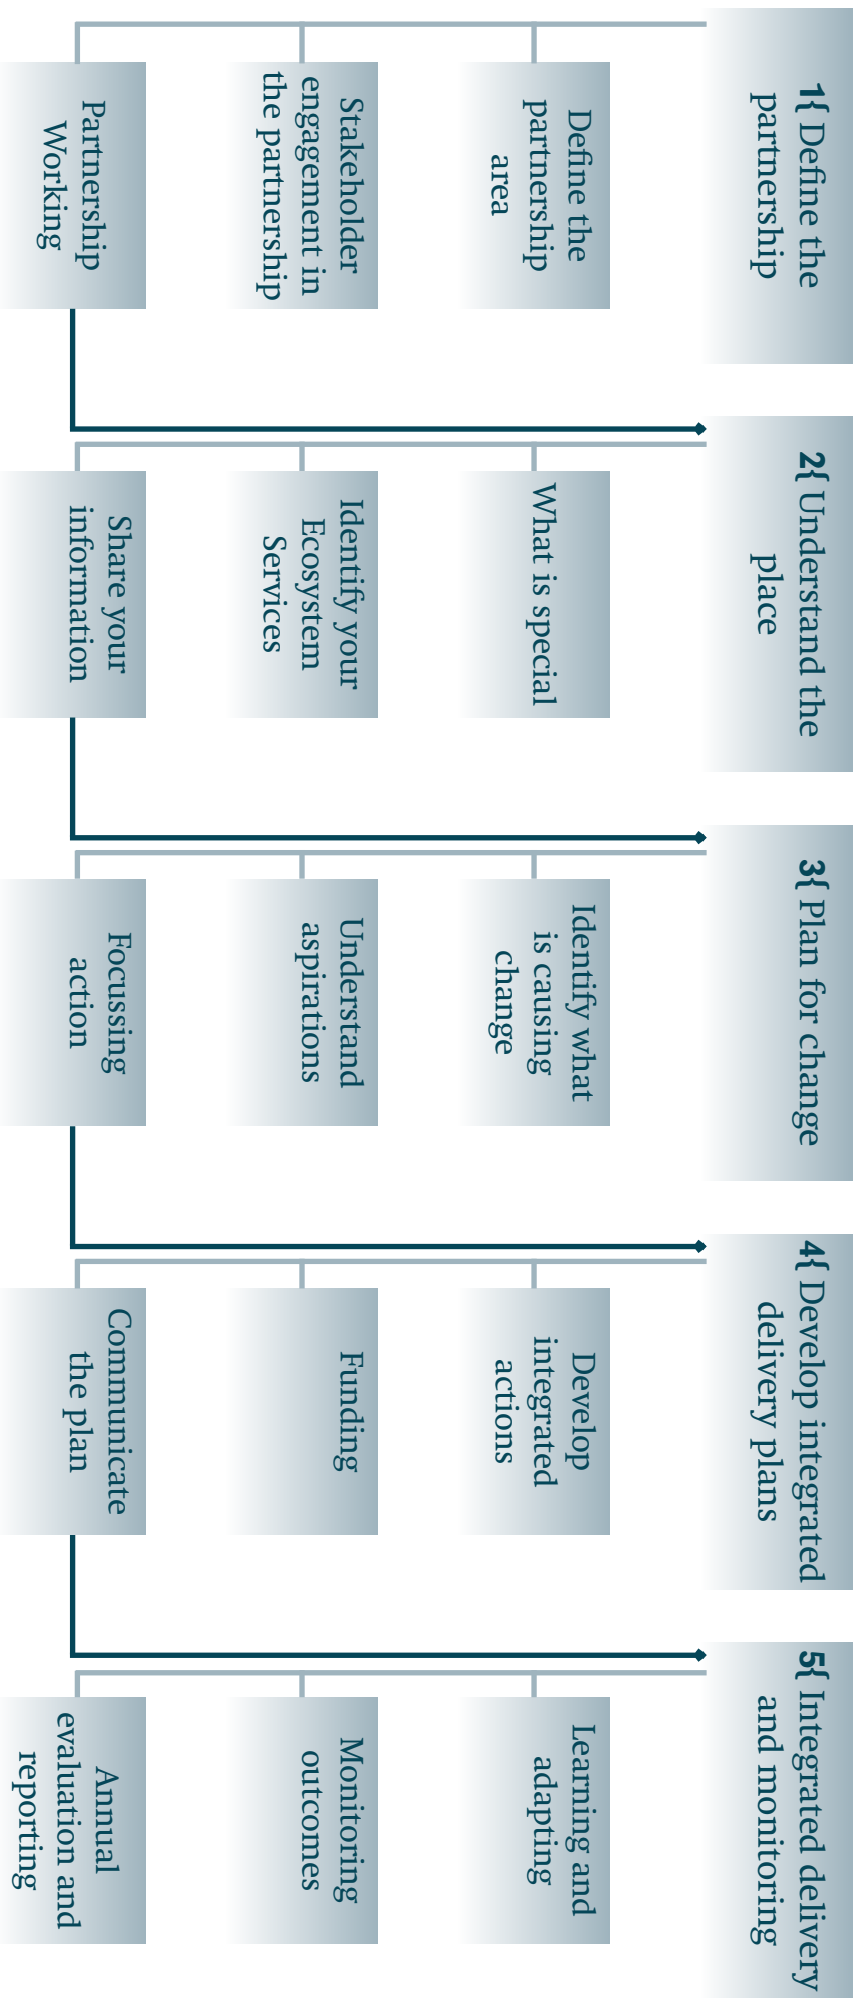 1{ Define the
partnership
Define the
partnership
area
Stakeholder
engagement in
the partnership
Partnership
Working
2{ Understand the
place
What is special
Identify your
Ecosystem
Services
Share your
information
3{ Plan for change
Identify what
is causing
change
Understand
aspirations
Focussing
action
4{ Develop integrated
delivery plans
Develop
integrated
actions
Funding
Communicate
the plan
5{ Integrated delivery
and monitoring
Learning and
adapting
Monitoring
outcomes
Annual
evaluation and
reporting